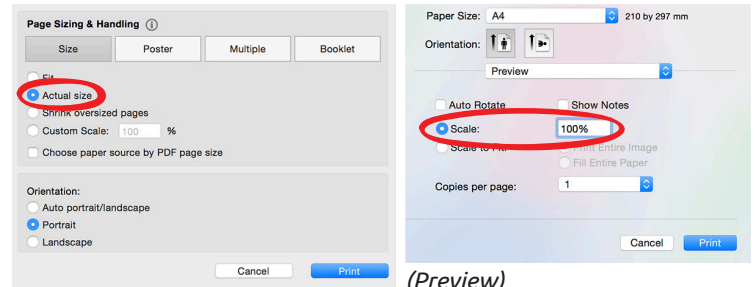 Page Sizing & Handling
Size Poster Multiple Booklet
Fit
Actual size
Shrink oversized pages
Custom Scale: 100 %
Choose paper source by PDF page size
Orientation:
Auto portrait/landscape
Portrait
Landscape
Cancel Print
Paper Size: A4 210 by 297 mm
Orientation:
Preview
Auto Rotate Show Notes
Scale: 100%
Scale to Fit: Print Entire Image
Fill Entire Paper
Copies per page: 1
Cancel Print
(Preview)